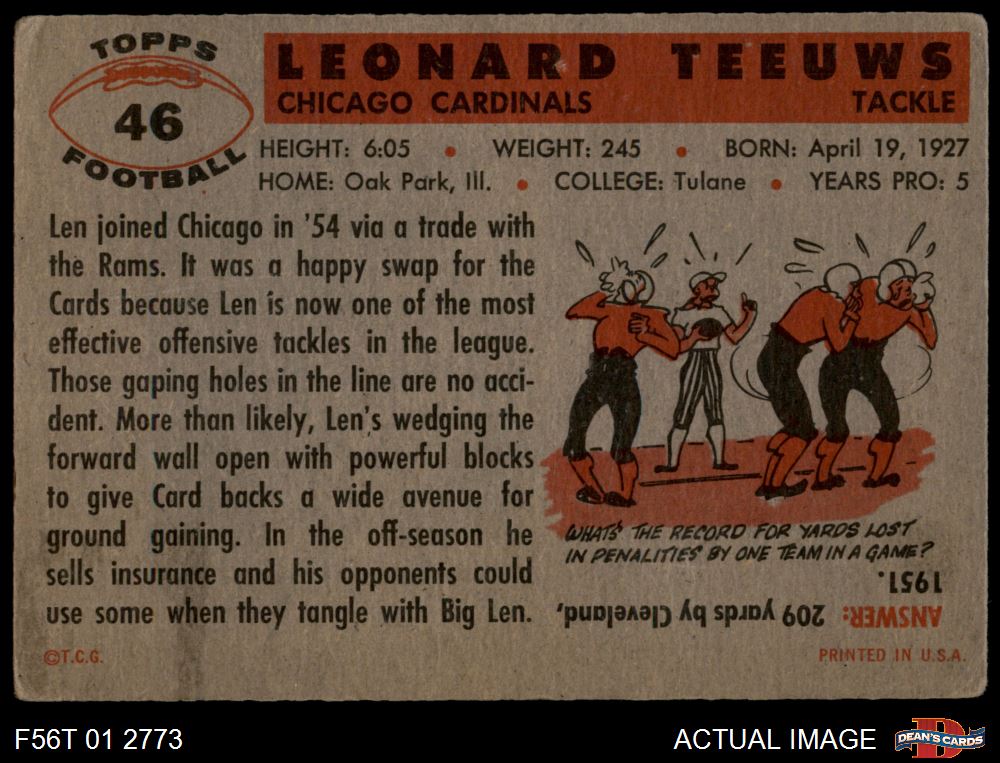 TOPPS
46
FOOTBALL
LEONARD TEEUWS
CHICAGO CARDINALS TACKLE
HEIGHT: 6:05 • WEIGHT: 245 • BORN: April 19, 1927
HOME: Oak Park, Ill. • COLLEGE: Tulane • YEARS PRO: 5
Len joined Chicago in '54 via a trade with
the Rams. It was a happy swap for the
Cards because Len is now one of the most
effective offensive tackles in the league.
Those gaping holes in the line are no acci-
dent. More than likely, Len's wedging the
forward wall open with powerful blocks
to give Card backs a wide avenue for
ground gaining. In the off-season he
sells insurance and his opponents could
use some when they tangle with Big Len.
WHAT'S THE RECORD FOR YARDS LOST
IN PENALITIES BY ONE TEAM IN A GAME?
ANSWER: 209 yards by Cleveland,
1951.
©T.C.G.
PRINTED IN U.S.A.
F56T 01 2773
ACTUAL IMAGE
D
DEAN'S CARDS